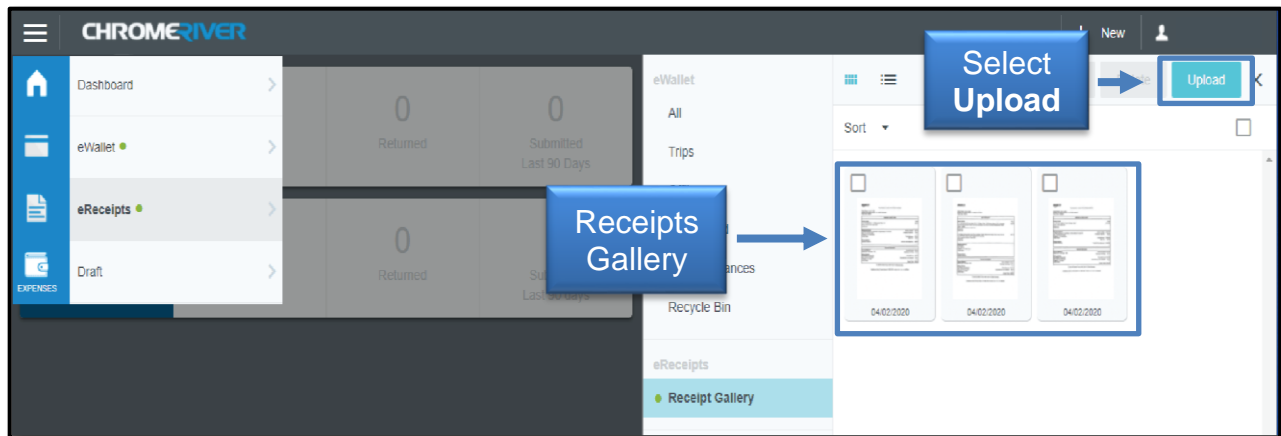 CHROMERIVER
New
Dashboard
eWallet
eReceipts
Draft
EXPENSES
0
Returned
0
Submitted
Last 90 Days
0
Returned
Last 90 days
eWallet
All
Trips
Recycle Bin
eReceipts
Receipt Gallery
Select
Upload
Upload
Sort
Receipts
Gallery
04/02/2020
04/02/2020
04/02/2020